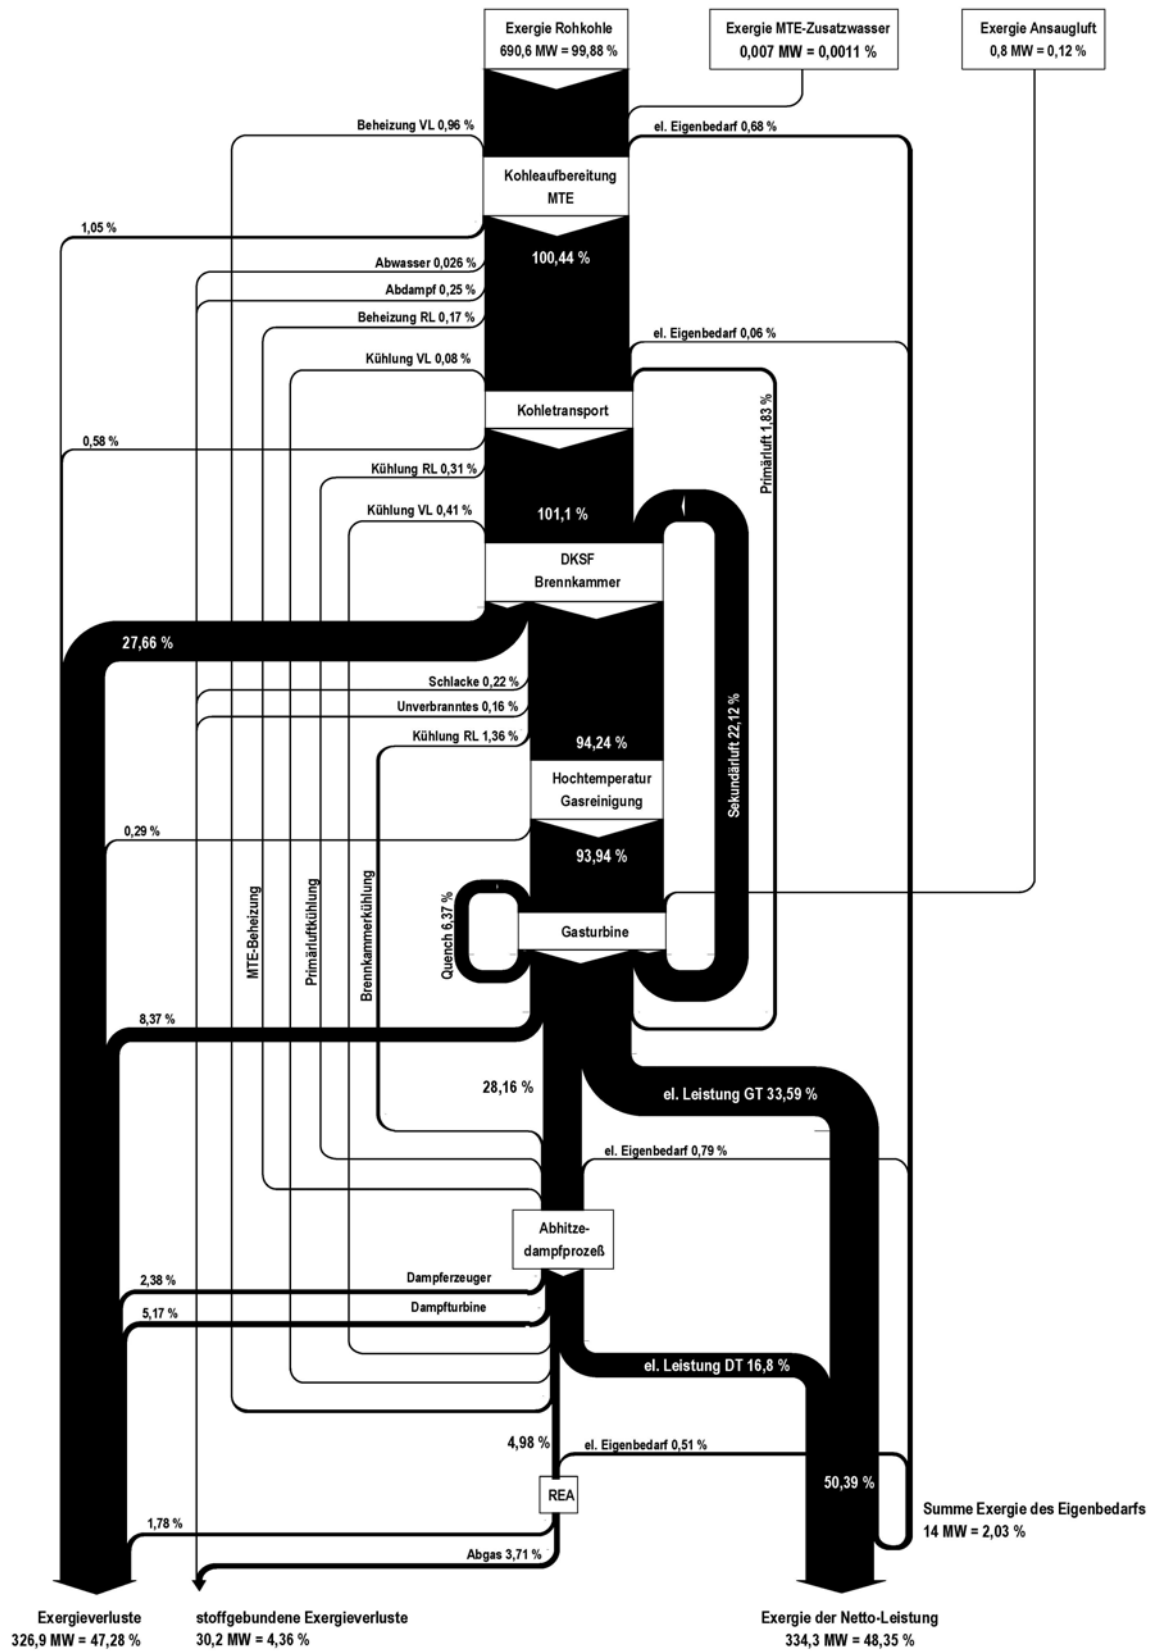 Exergie Rohkohle
690,6 MW = 99,88 %
Exergie MTE-Zusatzwasser
0,007 MW = 0,0011 %
Exergie Ansaugluft
0,8 MW = 0,12 %
Beheizung VL 0,96 %
el. Eigenbedarf 0,68 %
Kohleaufbereitung
MTE
1,05 %
100,44 %
Abwasser 0,026 %
Abdampf 0,25 %
Beheizung RL 0,17 %
el. Eigenbedarf 0,06 %
Kühlung VL 0,08 %
Kohletransport
Primärluft 1,83 %
0,58 %
Kühlung RL 0,31 %
Kühlung VL 0,41 %
101,1 %
DKSF
Brennkammer
27,66 %
Schlacke 0,22 %
Unverbranntes 0,16 %
Kühlung RL 1,36 %
94,24 %
Sekundärluft 22,12 %
Hochtemperatur
Gasreinigung
0,29 %
93,94 %
MTE-Beheizung
Primärluftkühlung
Brennkammerkühlung
Quench 6,37 %
Gasturbine
8,37 %
28,16 %
el. Leistung GT 33,59 %
el. Eigenbedarf 0,79 %
Abhitze-
dampfprozeß
2,38 %
Dampferzeuger
5,17 %
Dampfturbine
el. Leistung DT 16,8 %
4,98 %
el. Eigenbedarf 0,51 %
50,39 %
REA
Summe Exergie des Eigenbedarfs
14 MW = 2,03 %
1,78 %
Abgas 3,71 %
Exergieverluste
326,9 MW = 47,28 %
stoffgebundene Exergieverluste
30,2 MW = 4,36 %
Exergie der Netto-Leistung
334,3 MW = 48,35 %